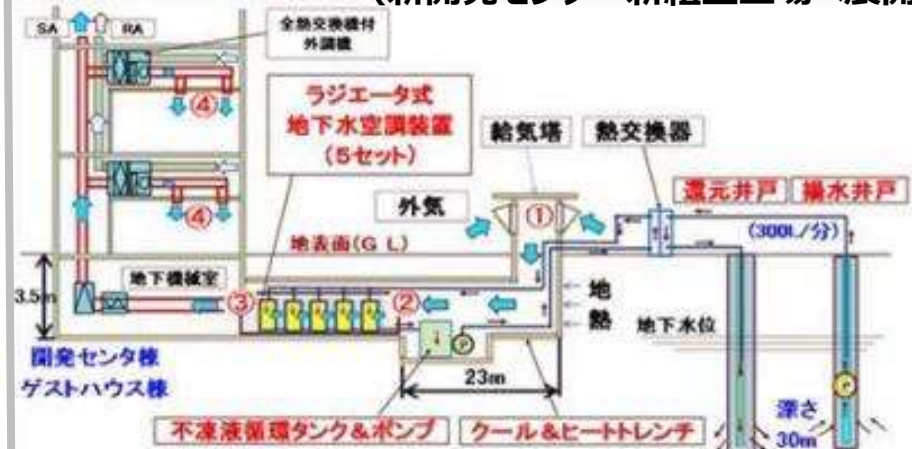 SA
RA
全熱交換機付
外調機
ラジエータ式
地下水空調装置
(5セット)
給気塔
熱交換器
還元井戸
揚水井戸
④
外気
①
(300L/分)
④
地表面(GL)
地下機械室
3.5m
③
②
地
熱
地下水位
P
P
開発センタ棟
ゲストハウス棟
23m
深さ
30m
不凍液循環タンク&ポンプ
クール&ヒートトレンチ